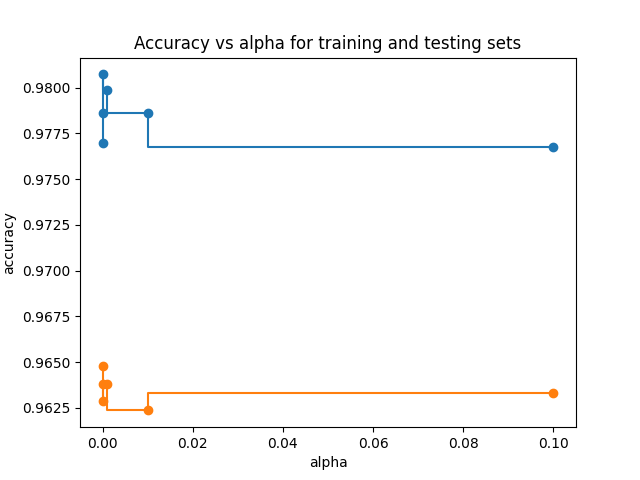 Accuracy vs alpha for training and testing sets
accuracy
0.9800
0.9775
0.9750
0.9725
0.9700
0.9675
0.9650
0.9625
0.00 0.02 0.04 0.06 0.08 0.10
alpha